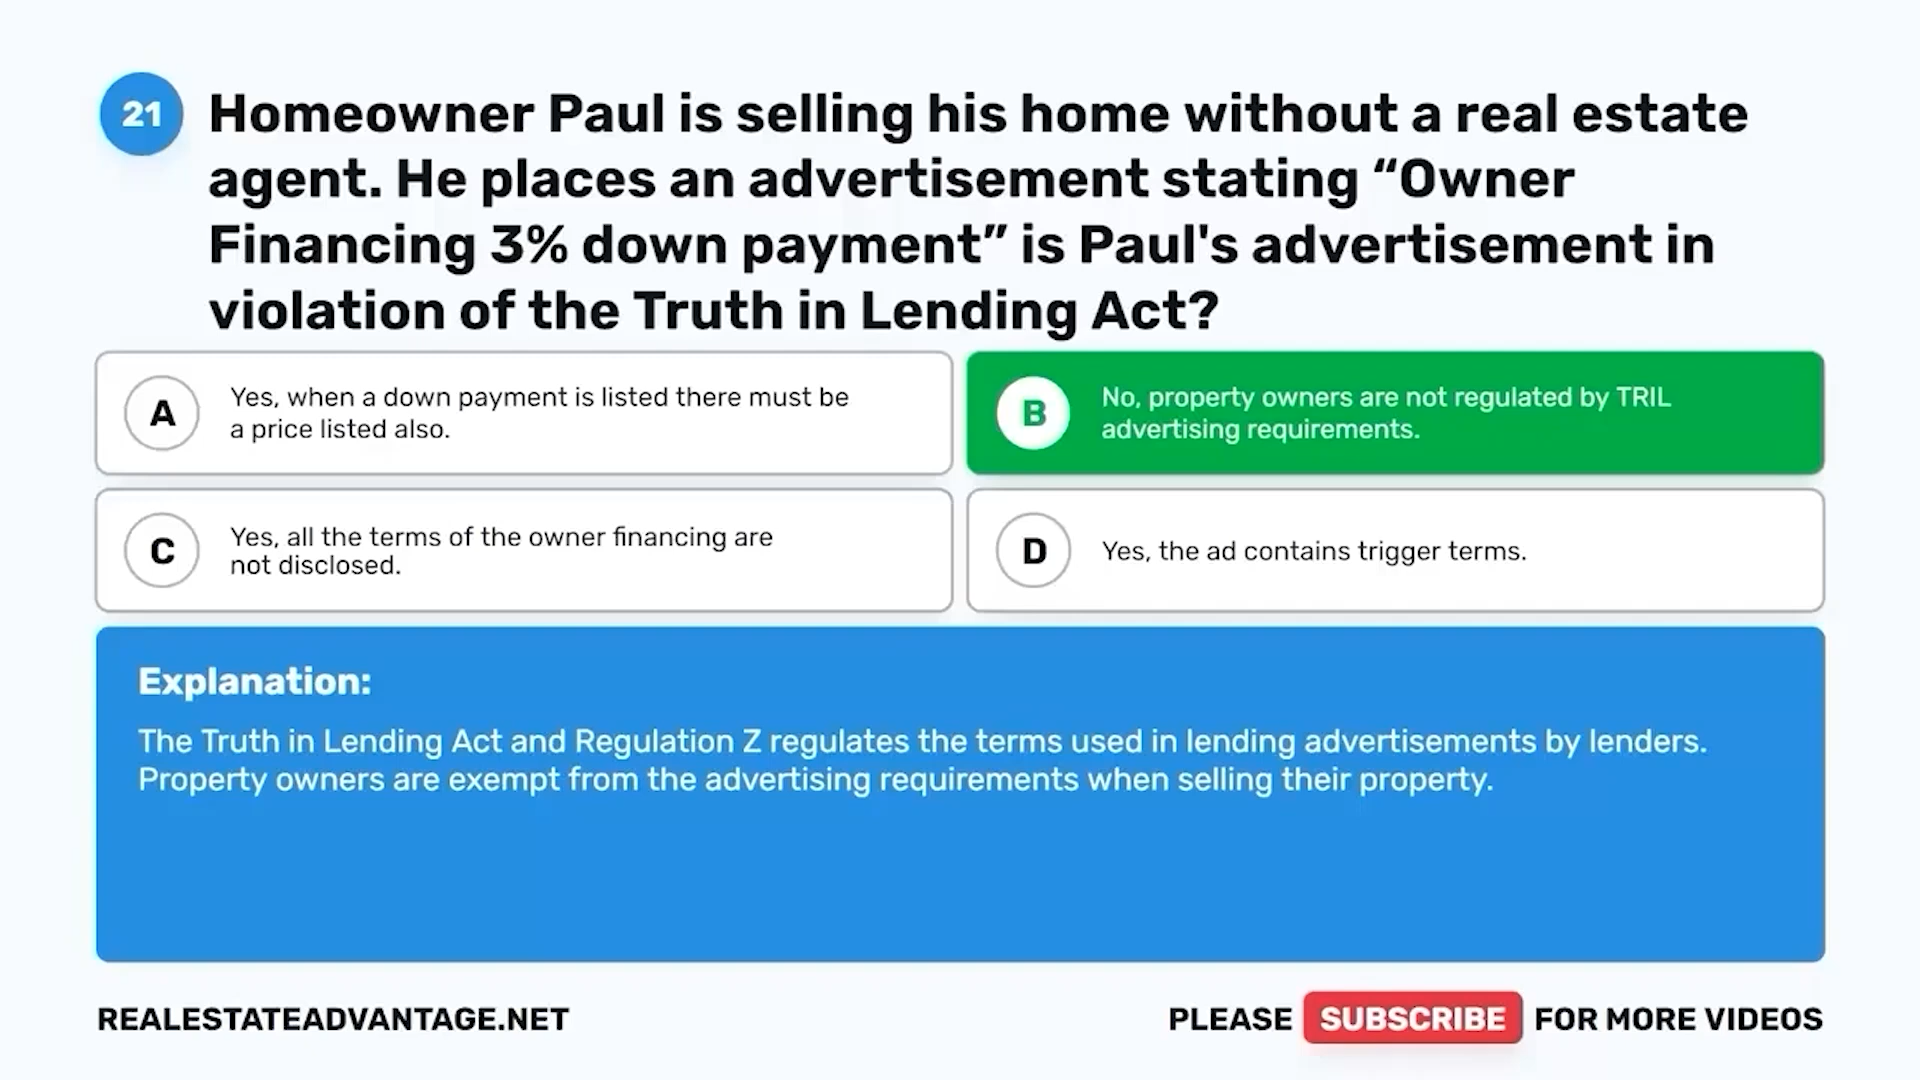 21
Homeowner Paul is selling his home without a real estate
agent. He places an advertisement stating “Owner
Financing 3% down payment” is Paul's advertisement in
violation of the Truth in Lending Act?
A
Yes, when a down payment is listed there must be
a price listed also.
B
No, property owners are not regulated by TRIL
advertising requirements.
C
Yes, all the terms of the owner financing are
not disclosed.
D
Yes, the ad contains trigger terms.
Explanation:
The Truth in Lending Act and Regulation Z regulates the terms used in lending advertisements by lenders.
Property owners are exempt from the advertising requirements when selling their property.
REALESTATEADVANTAGE.NET
PLEASE SUBSCRIBE FOR MORE VIDEOS